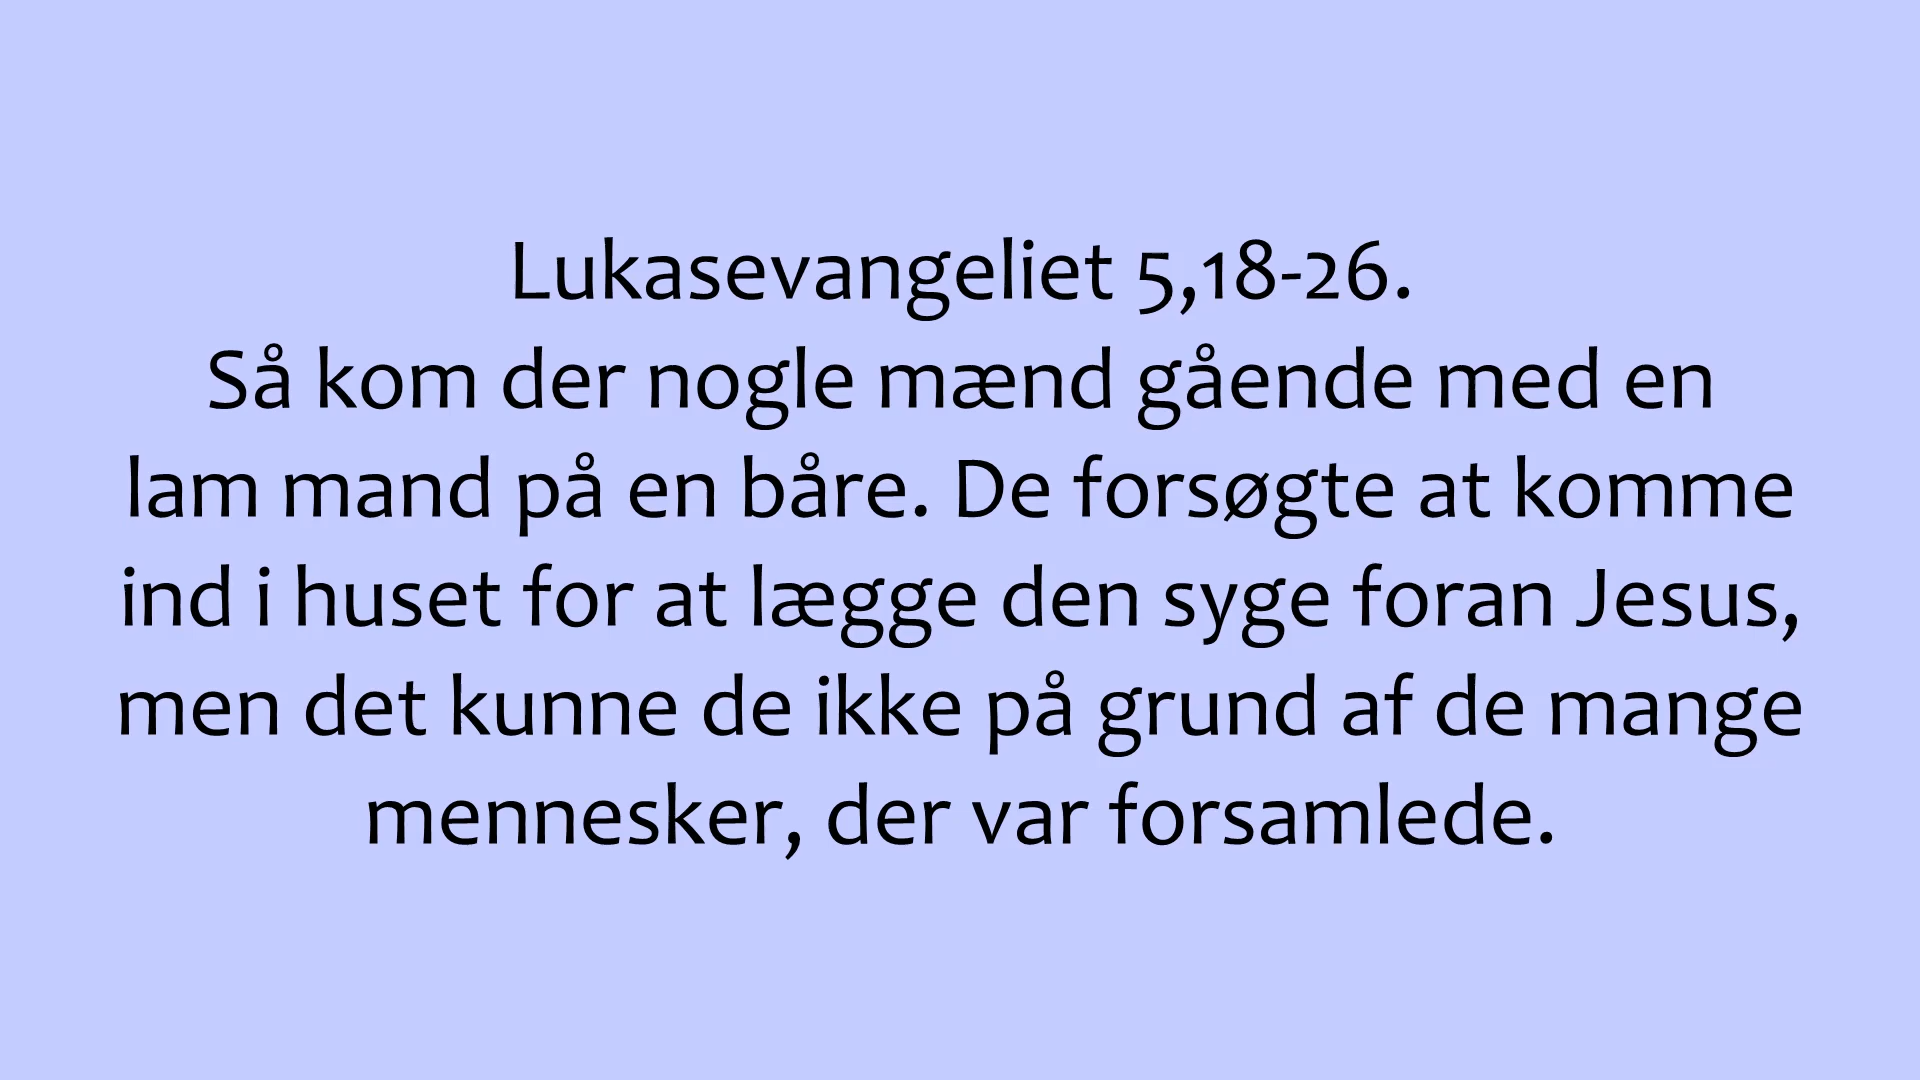 Lukasevangeliet 5,18-26.
Så kom der nogle mænd gående med en
lam mand på en båre. De forsøgte at komme
ind i huset for at lægge den syge foran Jesus,
men det kunne de ikke på grund af de mange
mennesker, der var forsamlede.